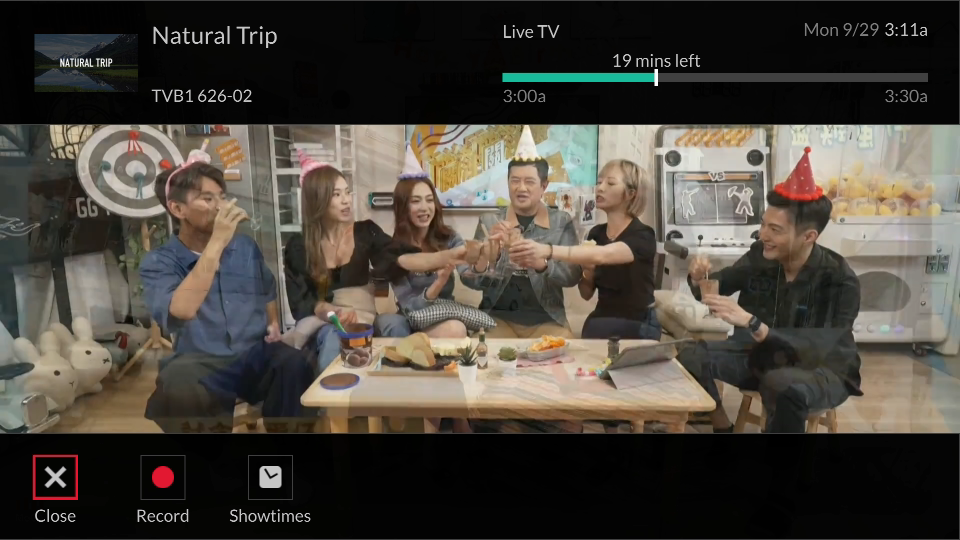 Natural Trip
Live TV
Mon 9/29 3:11a
NATURAL TRIP
19 mins left
TVB1 626-02
3:00a
3:30a
GG
VS
Close
Record
Showtimes